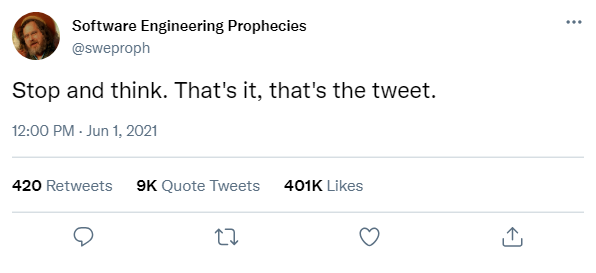 Software Engineering Prophecies
@sweproph
Stop and think. That's it, that's the tweet.
12:00 PM · Jun 1, 2021
420 Retweets 9K Quote Tweets 401K Likes